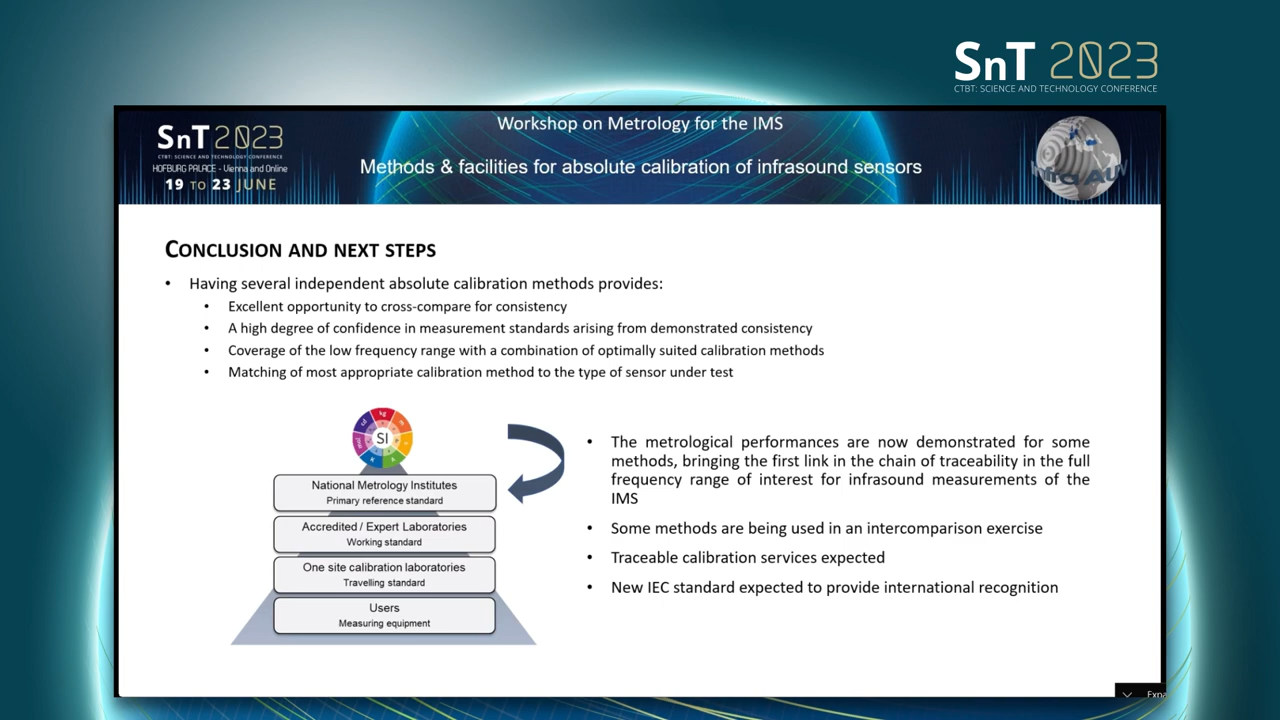 SnT 2023
CTBT: SCIENCE AND TECHNOLOGY CONFERENCE
SnT 2023
CTBT: SCIENCE AND TECHNOLOGY CONFERENCE
HOFBURG PALACE - Vienna and Online
19 TO 23 JUNE
Workshop on Metrology for the IMS
Methods & facilities for absolute calibration of infrasound sensors
Infra AUV
CONCLUSION AND NEXT STEPS
• Having several independent absolute calibration methods provides:
• Excellent opportunity to cross-compare for consistency
• A high degree of confidence in measurement standards arising from demonstrated consistency
• Coverage of the low frequency range with a combination of optimally suited calibration methods
• Matching of most appropriate calibration method to the type of sensor under test
SI
kg
m
s
A
K
mol
cd
National Metrology Institutes
Primary reference standard
Accredited / Expert Laboratories
Working standard
One site calibration laboratories
Travelling standard
Users
Measuring equipment
• The metrological performances are now demonstrated for some
methods, bringing the first link in the chain of traceability in the full
frequency range of interest for infrasound measurements of the
IMS
• Some methods are being used in an intercomparison exercise
• Traceable calibration services expected
• New IEC standard expected to provide international recognition